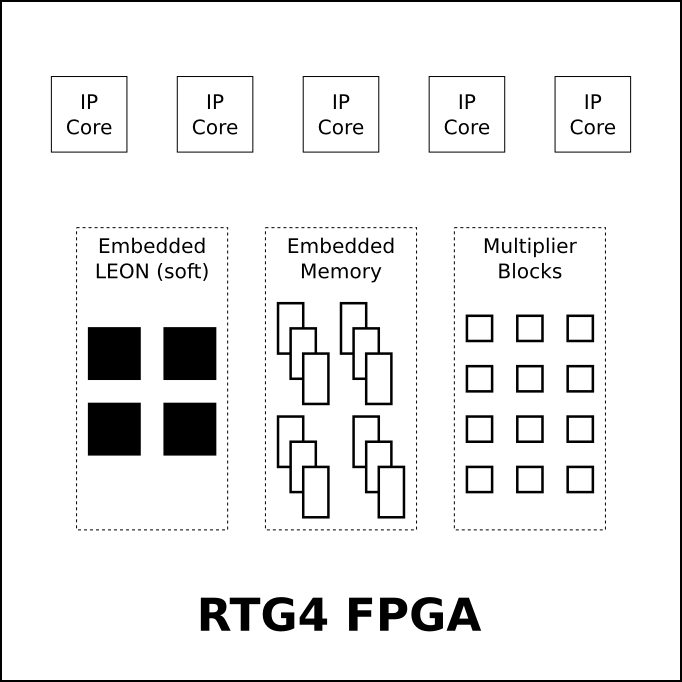 IP
Core
IP
Core
IP
Core
IP
Core
IP
Core
Embedded
LEON (soft)
Embedded
Memory
Multiplier
Blocks
RTG4 FPGA